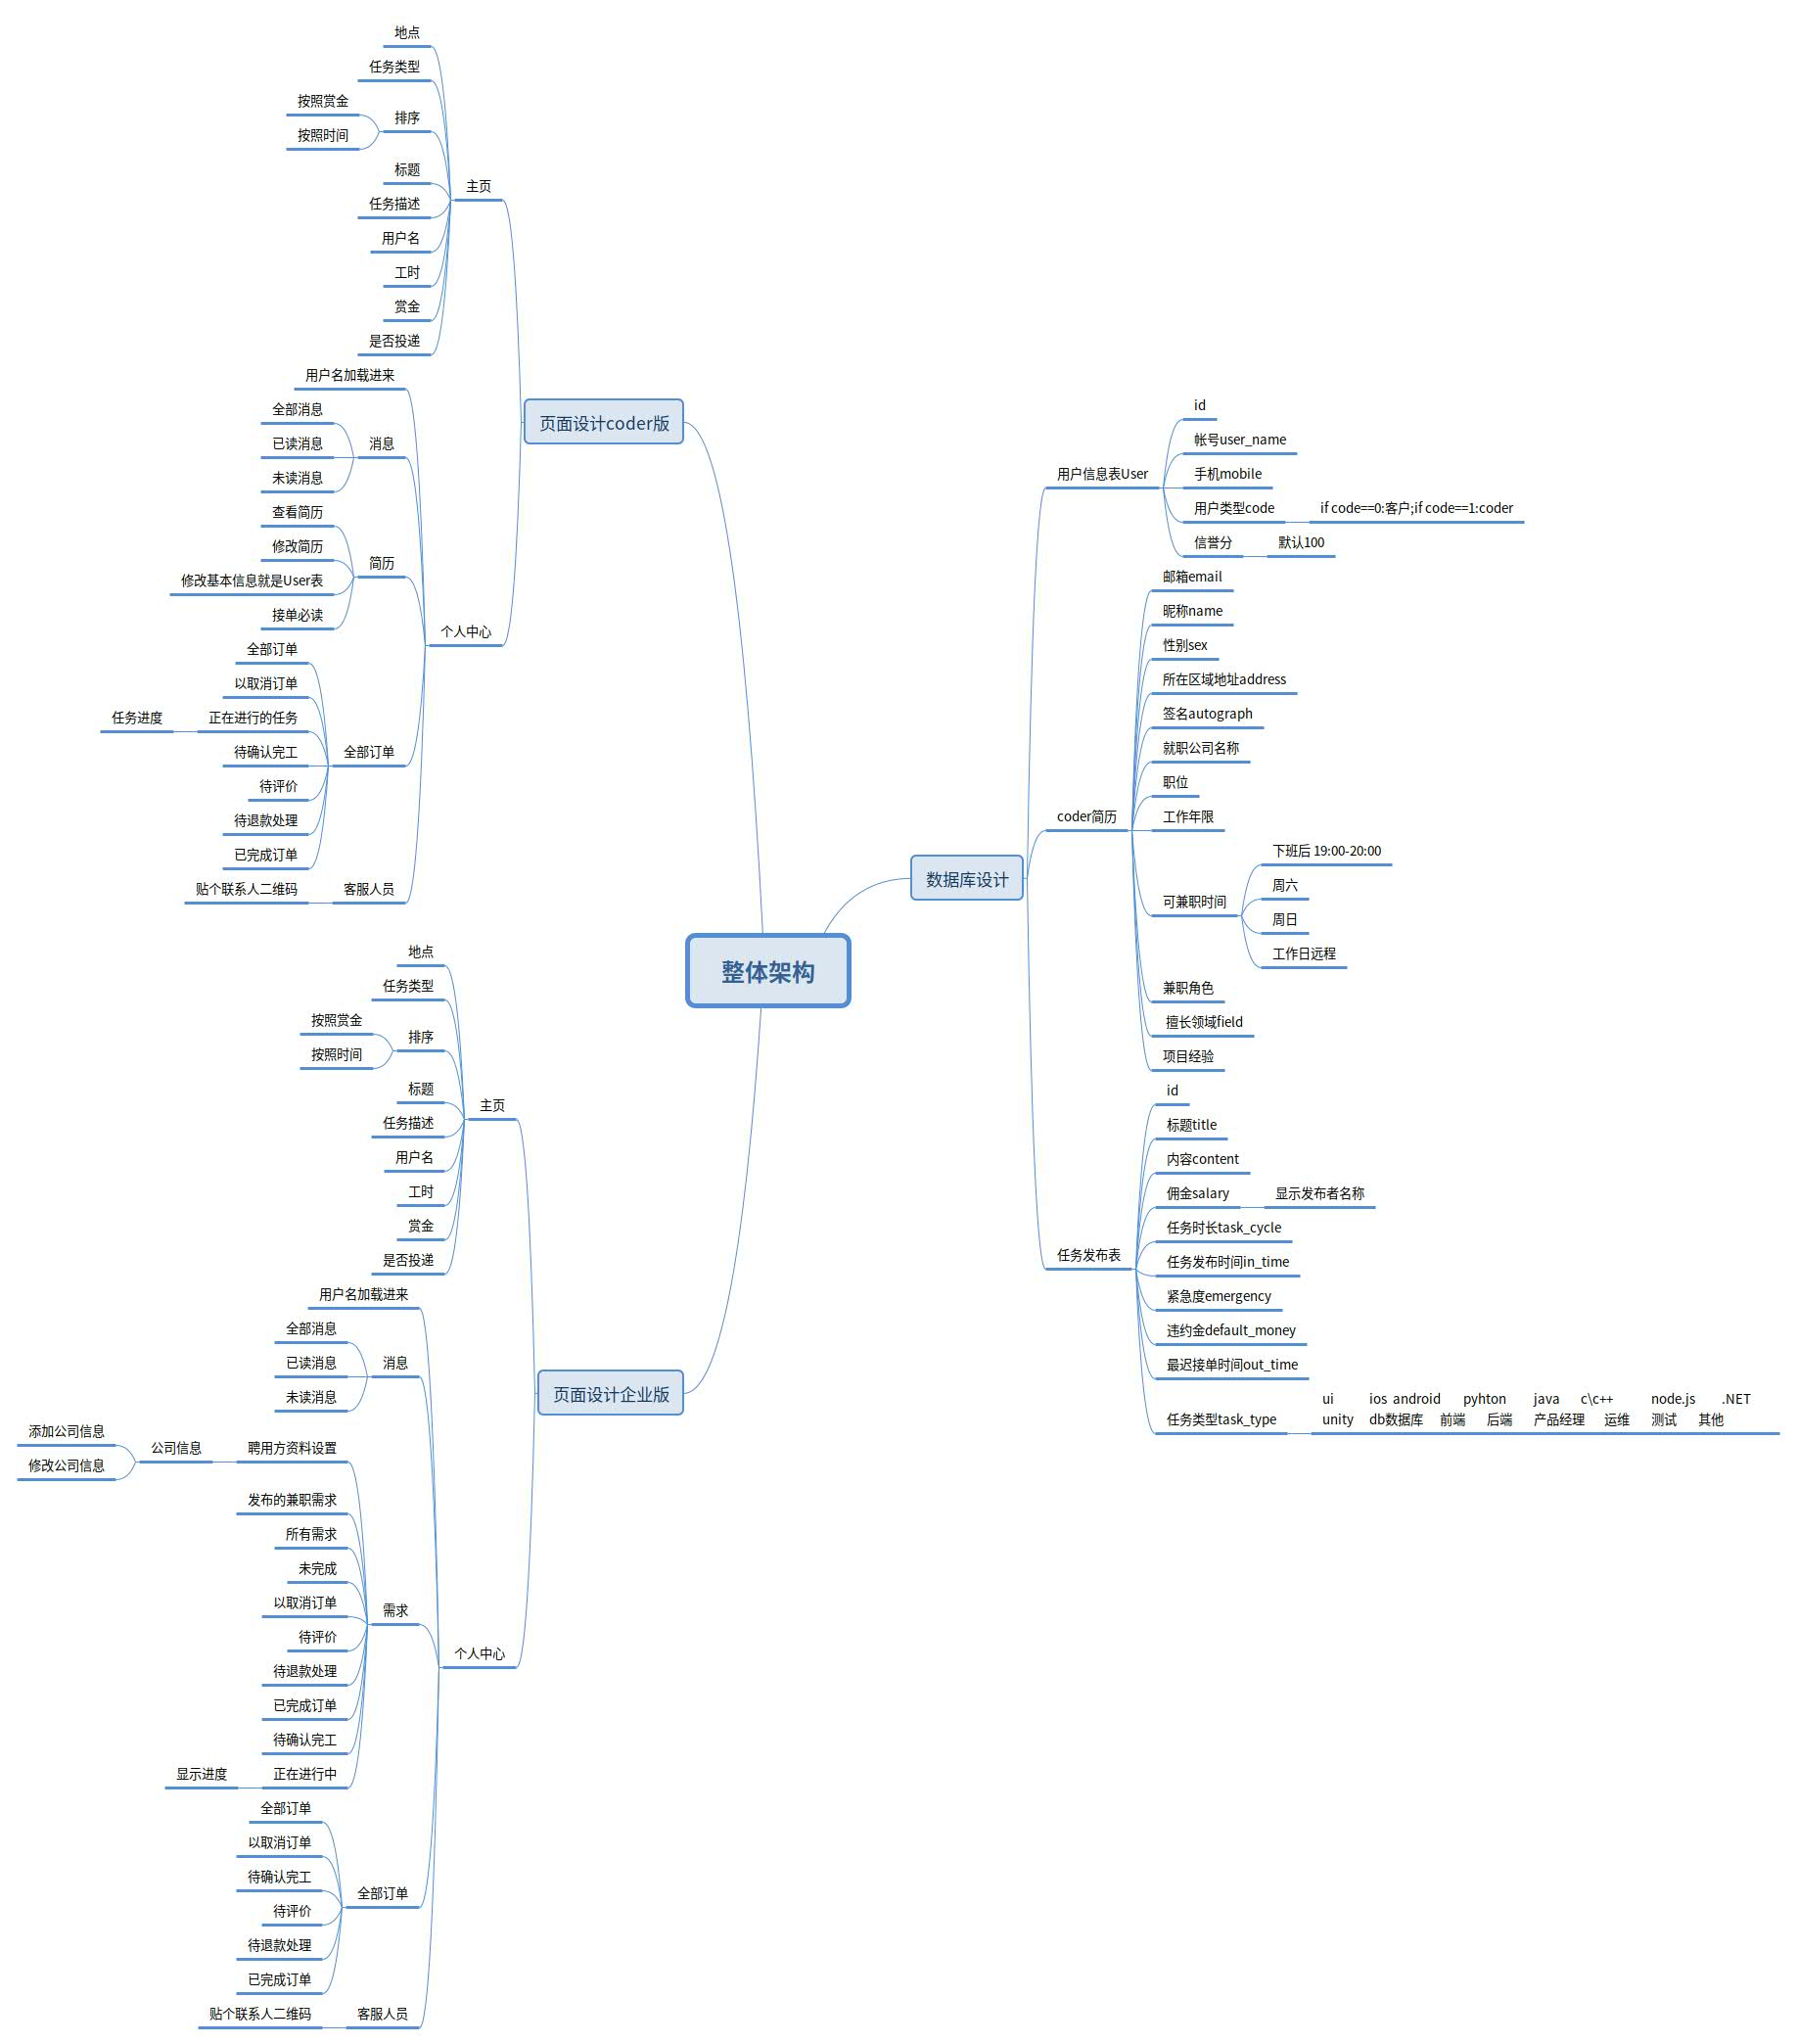 整体架构
页面设计coder版
主页
地点
任务类型
排序
按照赏金
按照时间
标题
任务描述
用户名
工时
赏金
是否投递
个人中心
用户名加载进来
消息
全部消息
已读消息
未读消息
简历
查看简历
修改简历
修改基本信息就是User表
接单必读
全部订单
全部订单
以取消订单
正在进行的任务
任务进度
待确认完工
待评价
待退款处理
已完成订单
客服人员
贴个联系人二维码
页面设计企业版
主页
地点
任务类型
排序
按照赏金
按照时间
标题
任务描述
用户名
工时
赏金
是否投递
个人中心
用户名加载进来
消息
全部消息
已读消息
未读消息
需求
聘用方资料设置
公司信息
添加公司信息
修改公司信息
发布的兼职需求
所有需求
未完成
以取消订单
待评价
待退款处理
已完成订单
待确认完工
正在进行中
显示进度
全部订单
全部订单
以取消订单
待确认完工
待评价
待退款处理
已完成订单
客服人员
贴个联系人二维码
数据库设计
用户信息表User
id
帐号user_name
手机mobile
用户类型code
if code==0:客户;if code==1:coder
信誉分
默认100
coder简历
邮箱email
昵称name
性别sex
所在区域地址address
签名autograph
就职公司名称
职位
工作年限
可兼职时间
下班后 19:00-20:00
周六
周日
工作日远程
兼职角色
擅长领域field
项目经验
任务发布表
id
标题title
内容content
佣金salary
显示发布者名称
任务时长task_cycle
任务发布时间in_time
紧急度emergency
违约金default_money
最迟接单时间out_time
任务类型task_type
ui ios android pyhton java c\c++ node.js .NET
unity db数据库 前端 后端 产品经理 运维 测试 其他